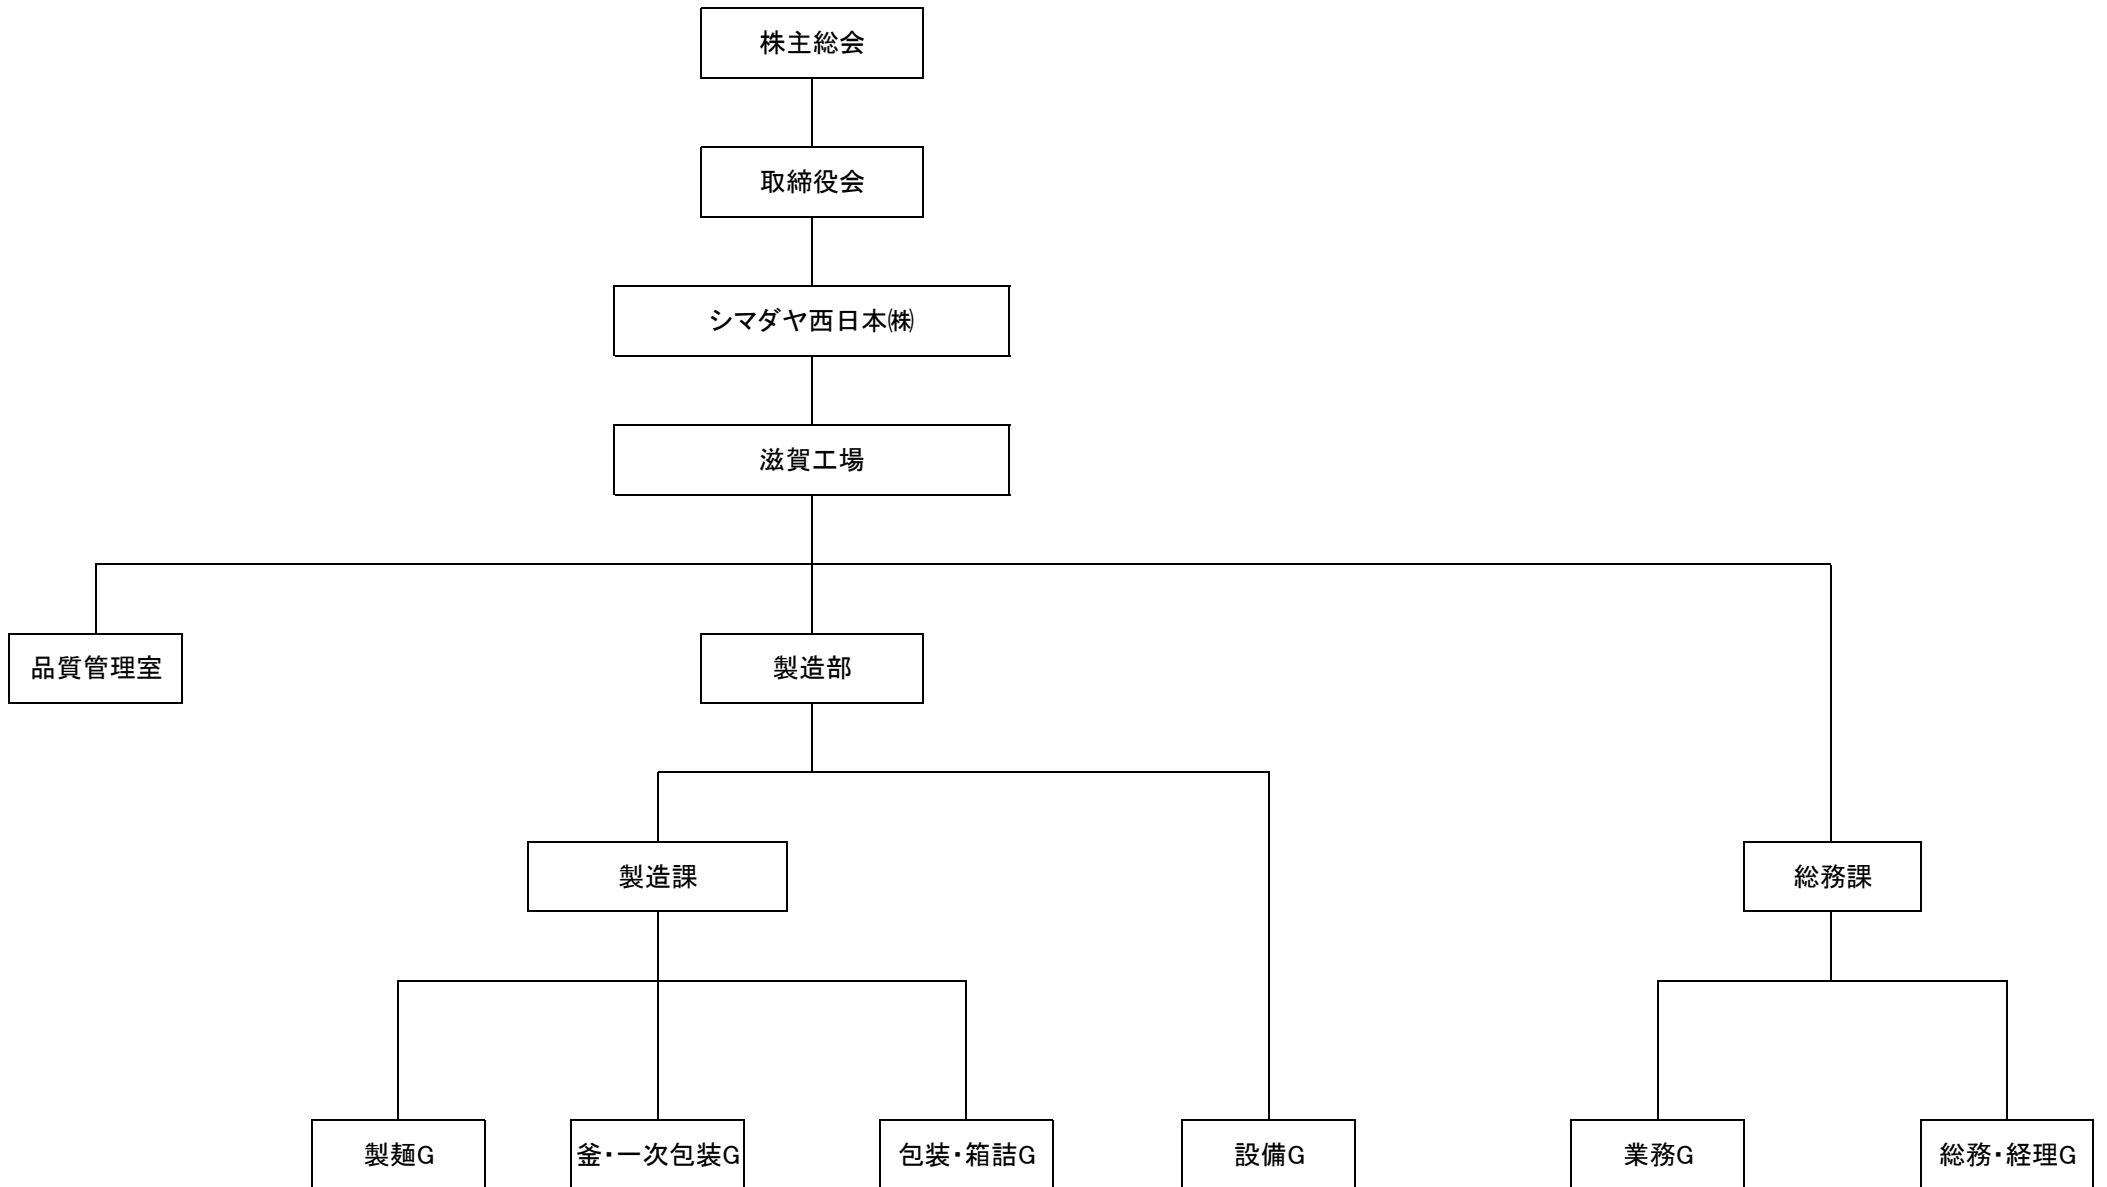 株主総会
取締役会
シマダヤ西日本㈱
滋賀工場
品質管理室
製造部
製造課
総務課
製麺G
釜・一次包装G
包装・箱詰G
設備G
業務G
総務・経理G